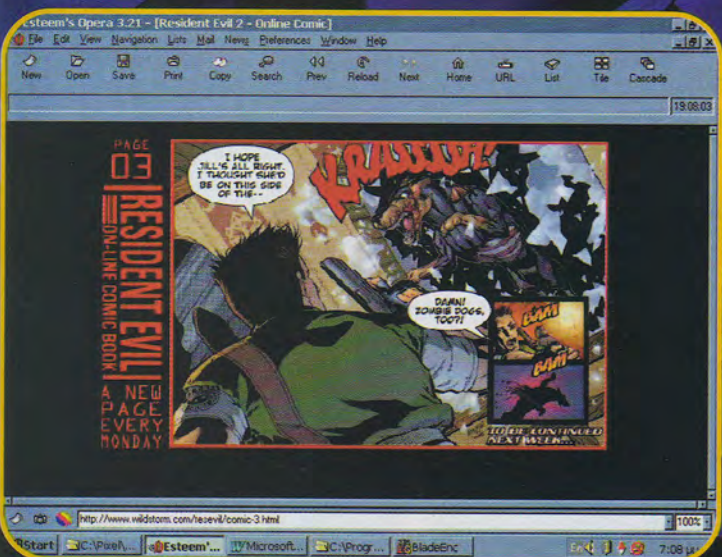 Esteem's Opera 3.21 - [Resident Evil 2 - Online Comic]
File Edit View Navigation Lists Mail News Preferences Window Help
New Open Save Print Copy Search Prev Reload Next Home URL List Tile Cascade
19:08:03
PAGE
03
RESIDENT EVIL
ON-LINE COMIC BOOK
A NEW
PAGE
EVERY
MONDAY
I HOPE
JILL'S ALL RIGHT.
I THOUGHT SHE'D
BE ON THIS SIDE
OF THE--
DAMN!
ZOMBIE DOGS,
TOO?!
BAM!
BAM!
TO BE CONTINUED
NEXT WEEK...
http://www.wildstorm.com/resevil/comic-3.html
100%
Start C:\Pixel\... Esteem'... Microsoft... C:\Progr... BladeEnc
7:08